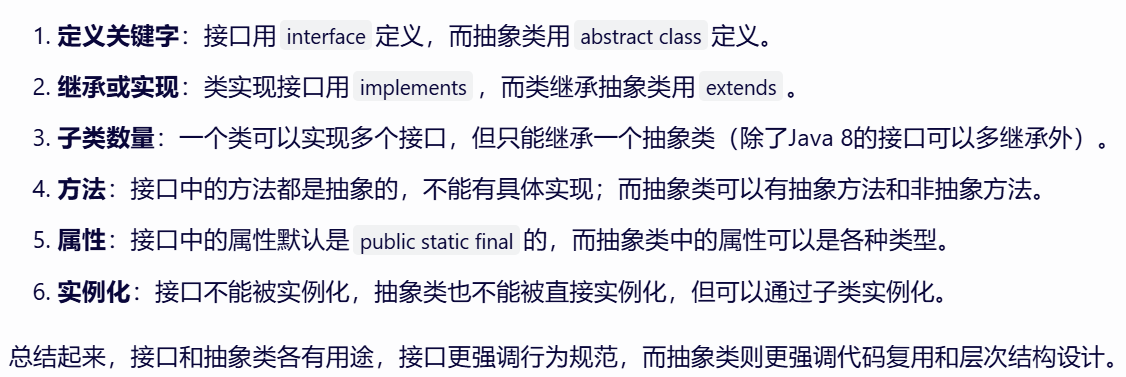 1. 定义关键字：接口用 interface 定义，而抽象类用 abstract class 定义。
2. 继承或实现：类实现接口用 implements ，而类继承抽象类用 extends 。
3. 子类数量：一个类可以实现多个接口，但只能继承一个抽象类（除了Java 8的接口可以多继承外）。
4. 方法：接口中的方法都是抽象的，不能有具体实现；而抽象类可以有抽象方法和非抽象方法。
5. 属性：接口中的属性默认是 public static final 的，而抽象类中的属性可以是各种类型。
6. 实例化：接口不能被实例化，抽象类也不能被直接实例化，但可以通过子类实例化。
总结起来，接口和抽象类各有用途，接口更强调行为规范，而抽象类则更强调代码复用和层次结构设计。